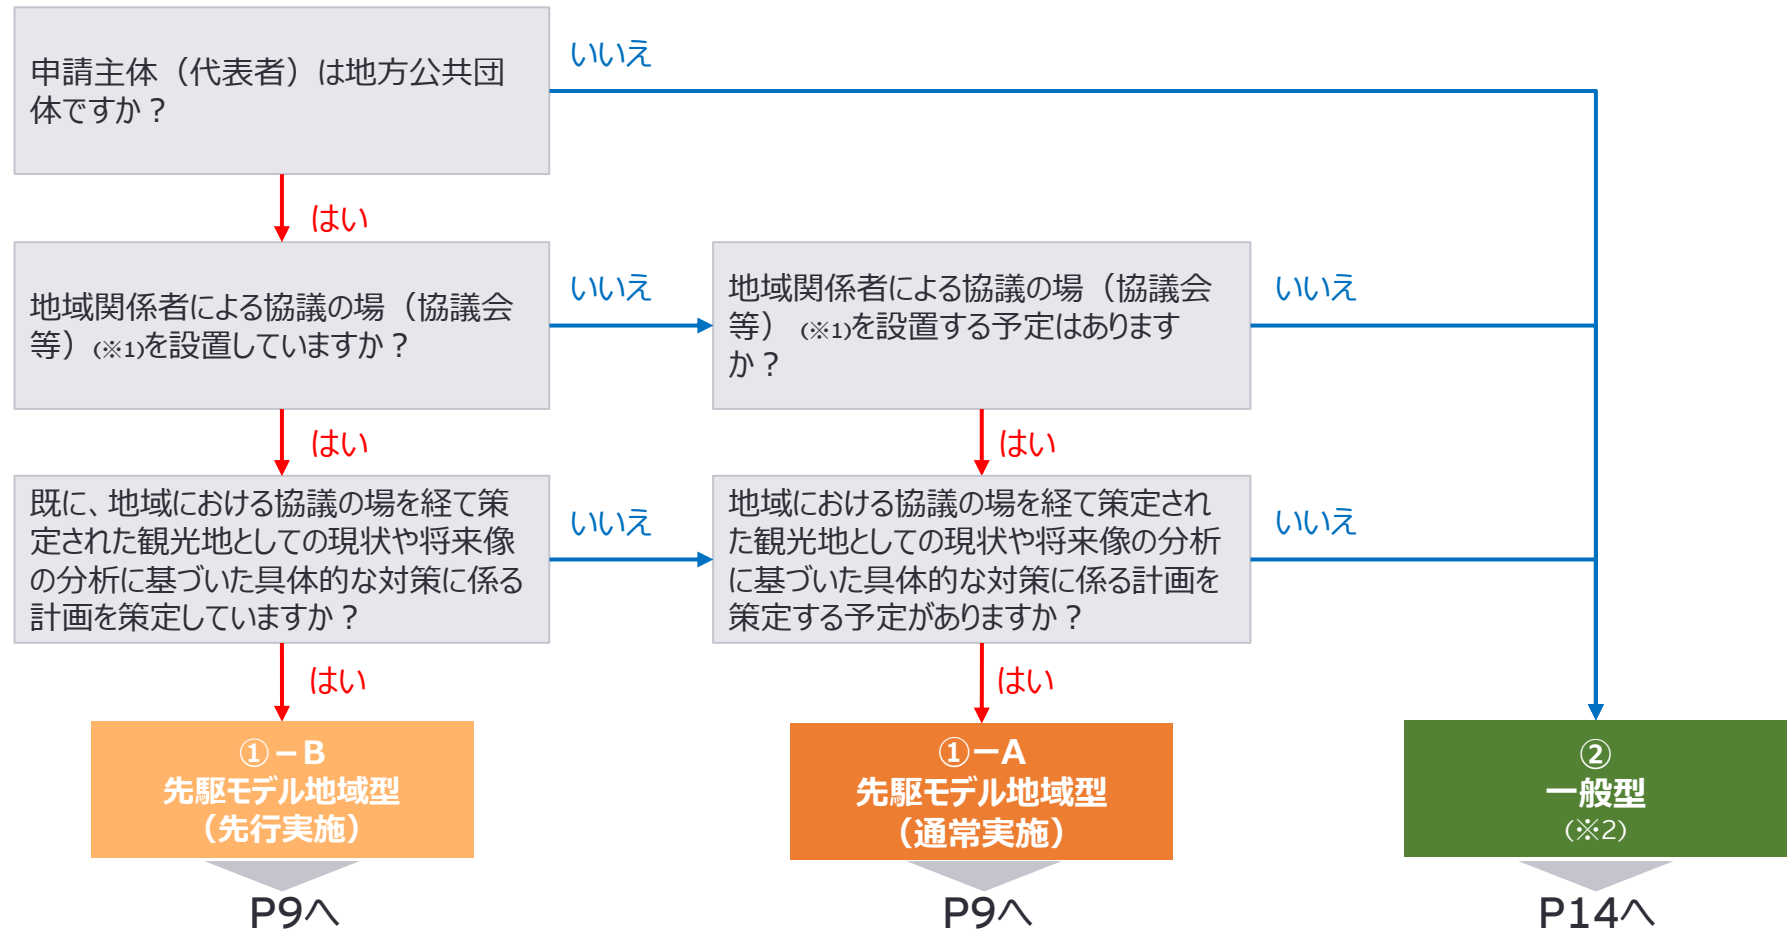 申請主体（代表者）は地方公共団
体ですか？
いいえ
はい
地域関係者による協議の場（協議会
等）(※1)を設置していますか？
いいえ
地域関係者による協議の場（協議会
等） (※1)を設置する予定はあります
か？
いいえ
はい
はい
既に、地域における協議の場を経て策
定された観光地としての現状や将来像
の分析に基づいた具体的な対策に係る
計画を策定していますか？
いいえ
地域における協議の場を経て策定され
た観光地としての現状や将来像の分析
に基づいた具体的な対策に係る計画を
策定する予定がありますか？
いいえ
はい
はい
①－B
先駆モデル地域型
（先行実施）
①ーA
先駆モデル地域型
（通常実施）
②
一般型
(※2)
P9へ
P9へ
P14へ